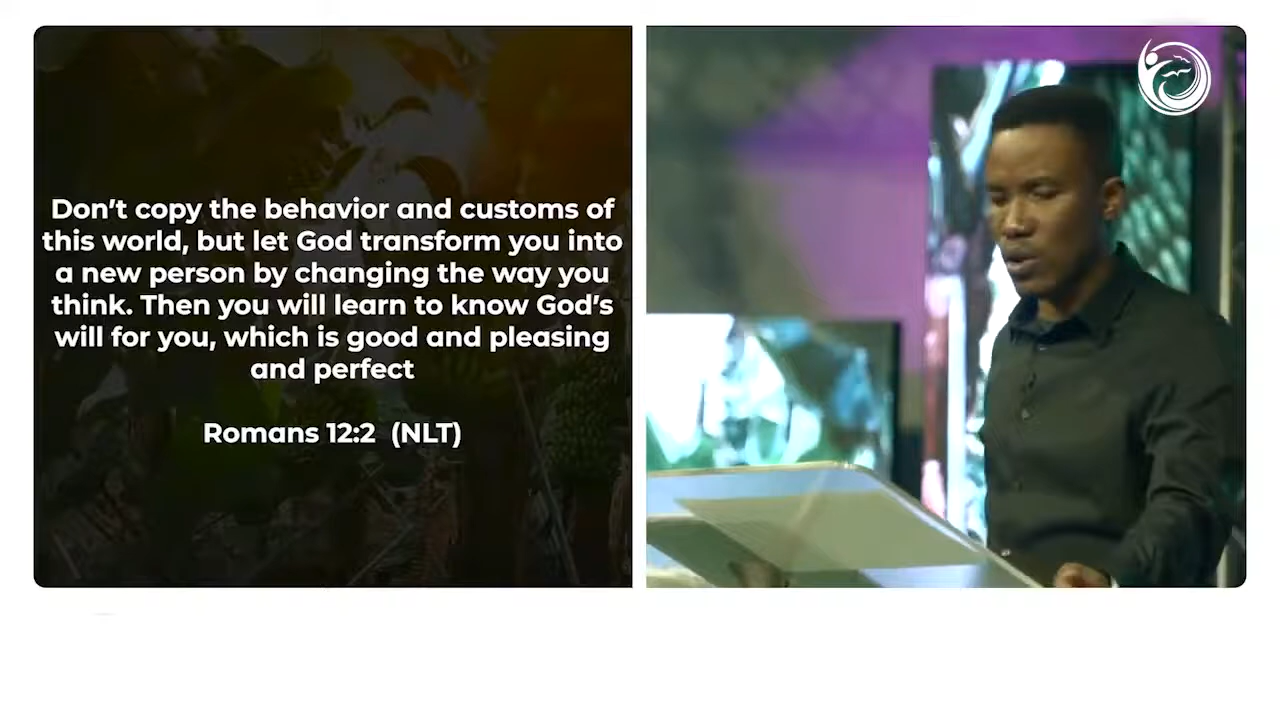 Don’t copy the behavior and customs of
this world, but let God transform you into
a new person by changing the way you
think. Then you will learn to know God’s
will for you, which is good and pleasing
and perfect
Romans 12:2 (NLT)